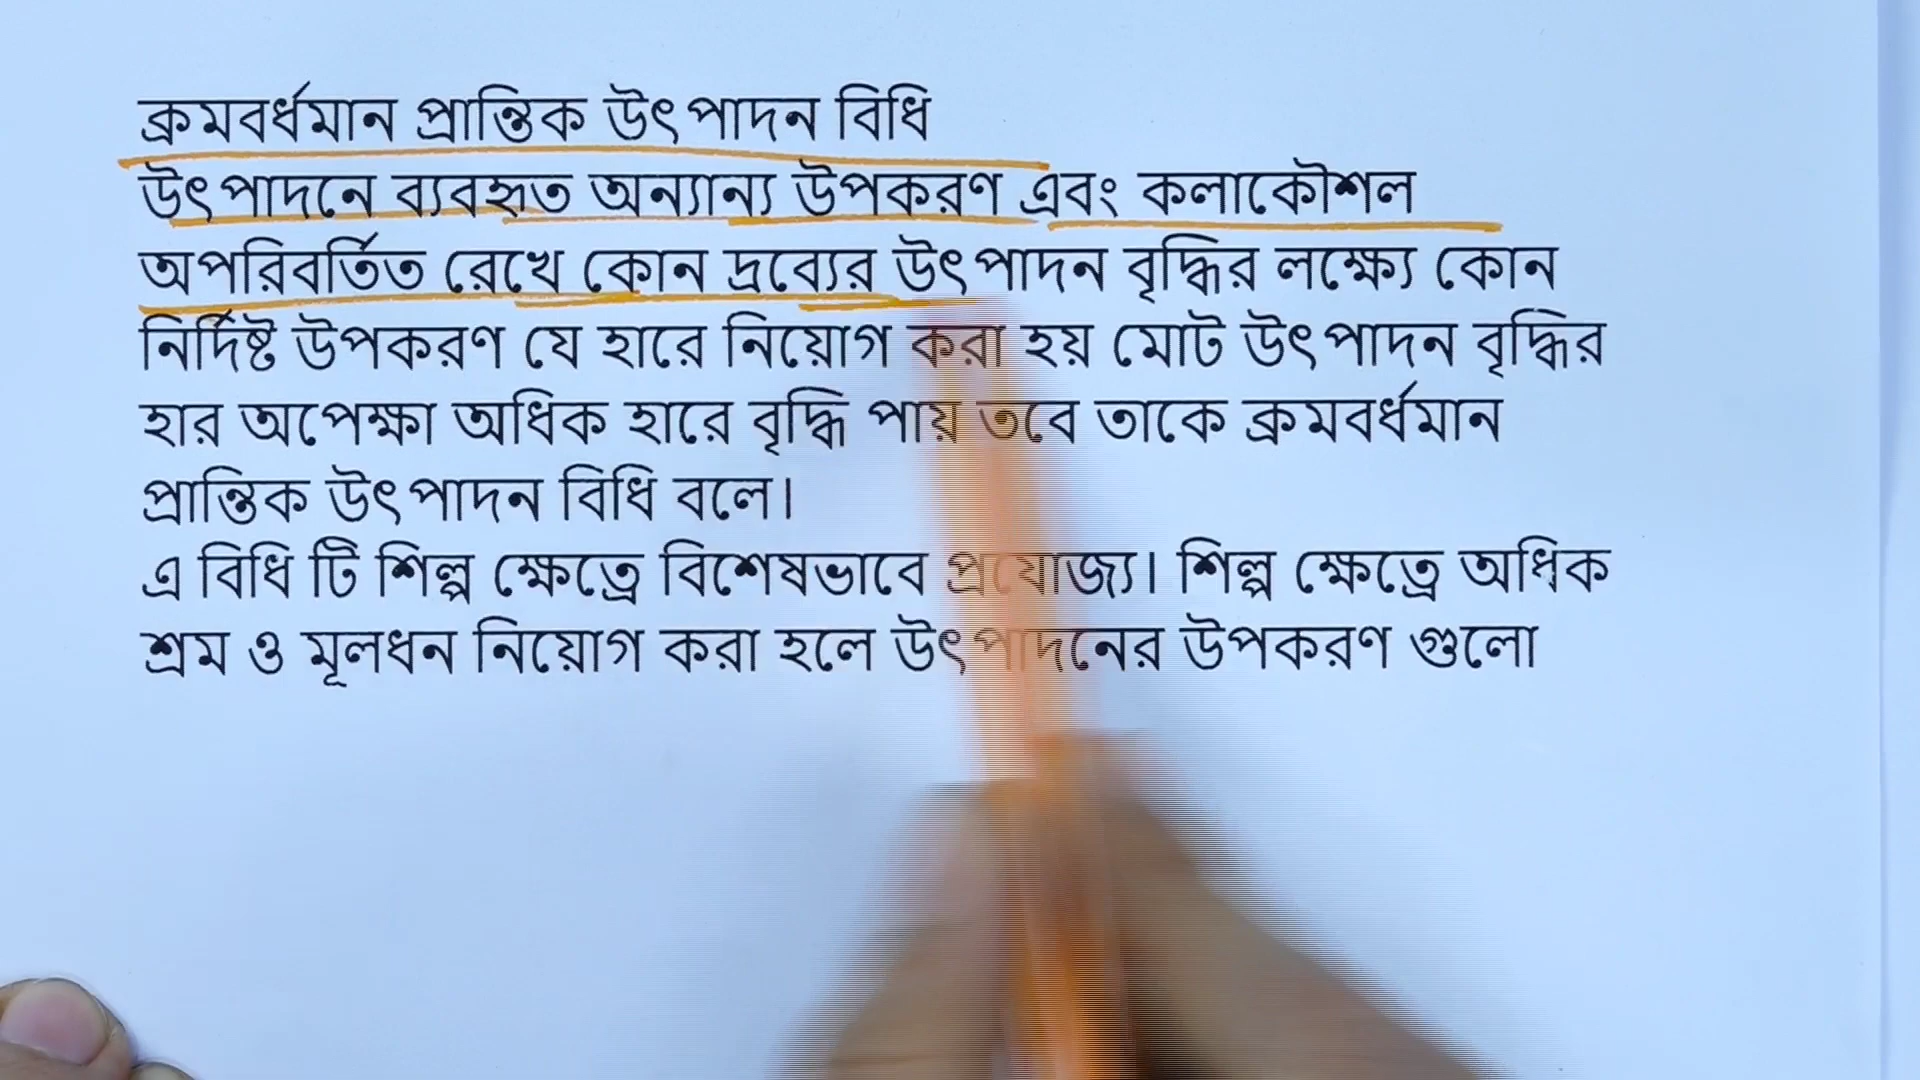 ক্রমবর্ধমান প্রান্তিক উৎপাদন বিধি
উৎপাদনে ব্যবহৃত অন্যান্য উপকরণ এবং কলাকৌশল
অপরিবর্তিত রেখে কোন দ্রব্যের উৎপাদন বৃদ্ধির লক্ষ্যে কোন
নির্দিষ্ট উপকরণ যে হারে নিয়োগ করা হয় মোট উৎপাদন বৃদ্ধির
হার অপেক্ষা অধিক হারে বৃদ্ধি পায় তবে তাকে ক্রমবর্ধমান
প্রান্তিক উৎপাদন বিধি বলে।
এ বিধি টি শিল্প ক্ষেত্রে বিশেষভাবে প্রযোজ্য। শিল্প ক্ষেত্রে অধিক
শ্রম ও মূলধন নিয়োগ করা হলে উৎপাদনের উপকরণ গুলো